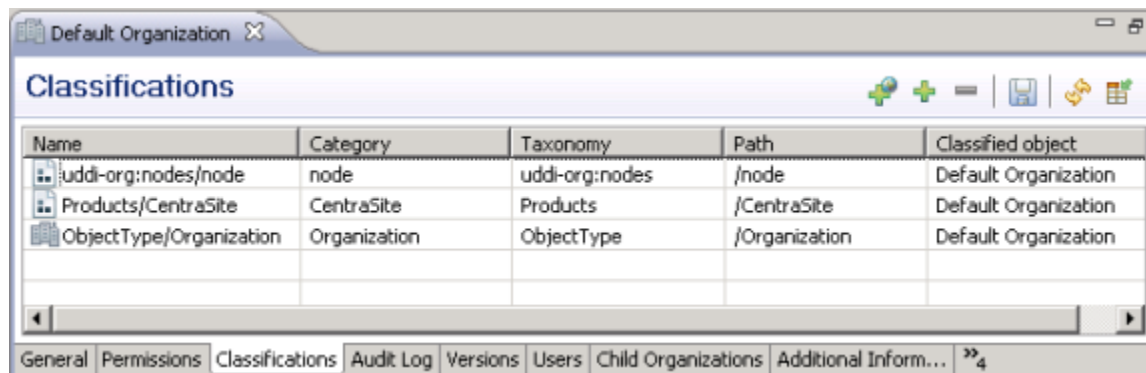 Default Organization
Classifications
Name Category Taxonomy Path Classified object
uddi-org:nodes/node node uddi-org:nodes /node Default Organization
Products/CentraSite CentraSite Products /CentraSite Default Organization
ObjectType/Organization Organization ObjectType /Organization Default Organization
General Permissions Classifications Audit Log Versions Users Child Organizations Additional Inform... »4